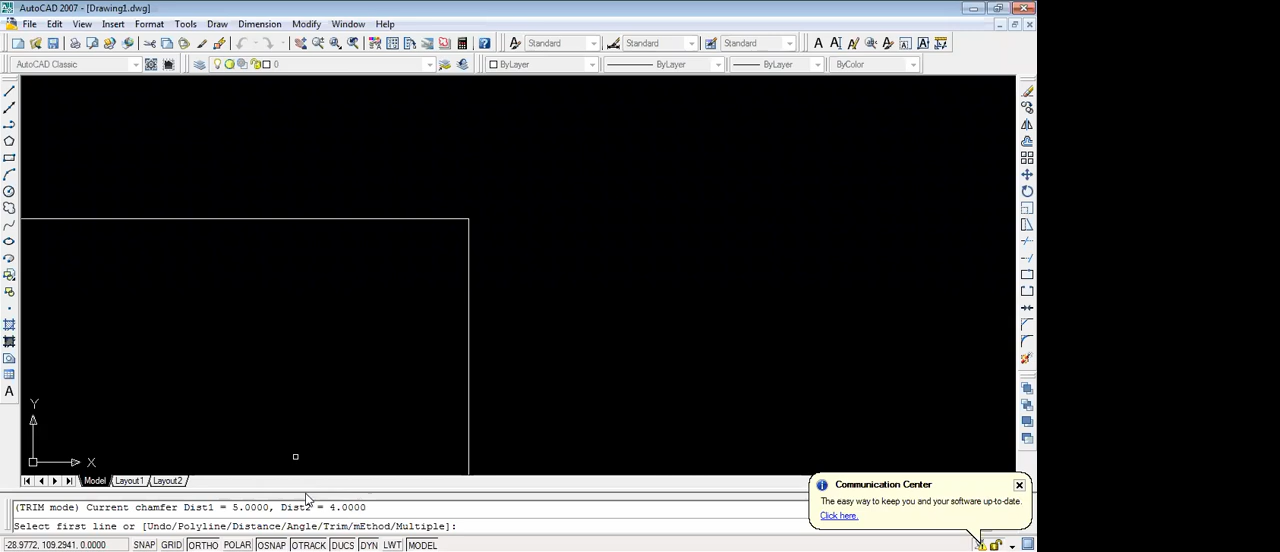 AutoCAD 2007 - [Drawing1.dwg]
File Edit View Insert Format Tools Draw Dimension Modify Window Help
Standard Standard Standard
AutoCAD Classic 0 ByLayer ByLayer ByLayer ByColor
Y
X
Model Layout1 Layout2
(TRIM mode) Current chamfer Dist1 = 5.0000, Dist2 = 4.0000
Select first line or [Undo/Polyline/Distance/Angle/Trim/mEthod/Multiple]:
Communication Center
The easy way to keep you and your software up-to-date.
Click here.
-28.9772, 109.2941, 0.0000 SNAP GRID ORTHO POLAR OSNAP OTRACK DUCS DYN LWT MODEL